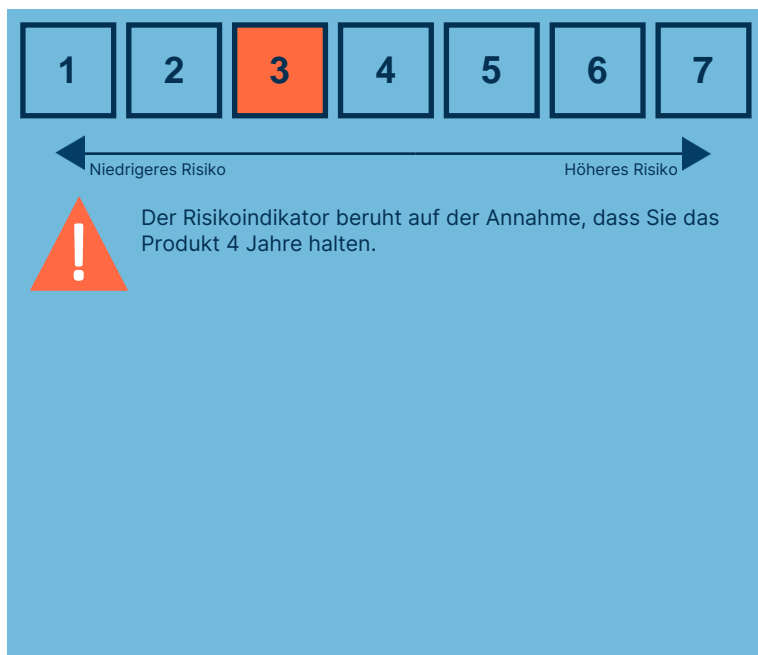 1 2 3 4 5 6 7
Niedrigeres Risiko Höheres Risiko
!
Der Risikoindikator beruht auf der Annahme, dass Sie das
Produkt 4 Jahre halten.